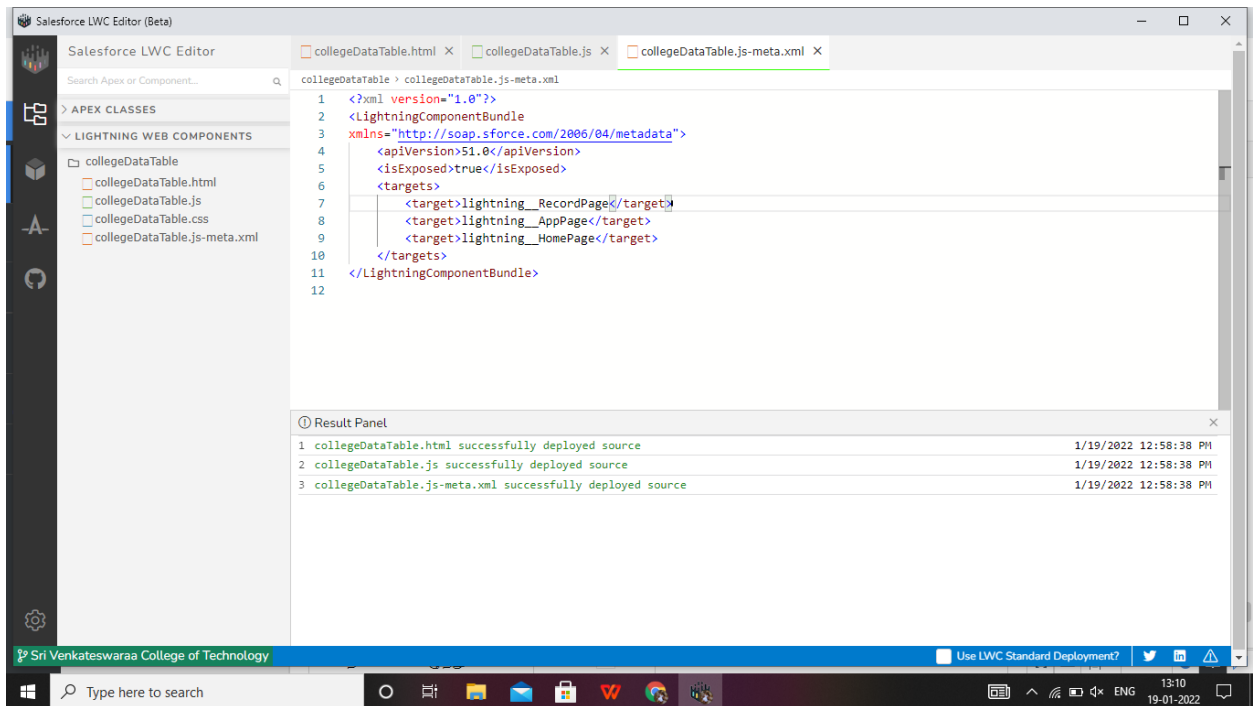 Salesforce LWC Editor (Beta)
Salesforce LWC Editor
Search Apex or Component...
APEX CLASSES
LIGHTNING WEB COMPONENTS
collegeDataTable
collegeDataTable.html
collegeDataTable.js
collegeDataTable.css
collegeDataTable.js-meta.xml
collegeDataTable.html
collegeDataTable.js
collegeDataTable.js-meta.xml
collegeDataTable › collegeDataTable.js-meta.xml
1 <?xml version="1.0"?>
2 <LightningComponentBundle
3 xmlns="http://soap.sforce.com/2006/04/metadata">
4 <apiVersion>51.0</apiVersion>
5 <isExposed>true</isExposed>
6 <targets>
7 <target>lightning__RecordPage</target>
8 <target>lightning__AppPage</target>
9 <target>lightning__HomePage</target>
10 </targets>
11 </LightningComponentBundle>
12
Result Panel
1 collegeDataTable.html successfully deployed source 1/19/2022 12:58:38 PM
2 collegeDataTable.js successfully deployed source 1/19/2022 12:58:38 PM
3 collegeDataTable.js-meta.xml successfully deployed source 1/19/2022 12:58:38 PM
Sri Venkateswaraa College of Technology
Use LWC Standard Deployment?
Type here to search
ENG
13:10
19-01-2022